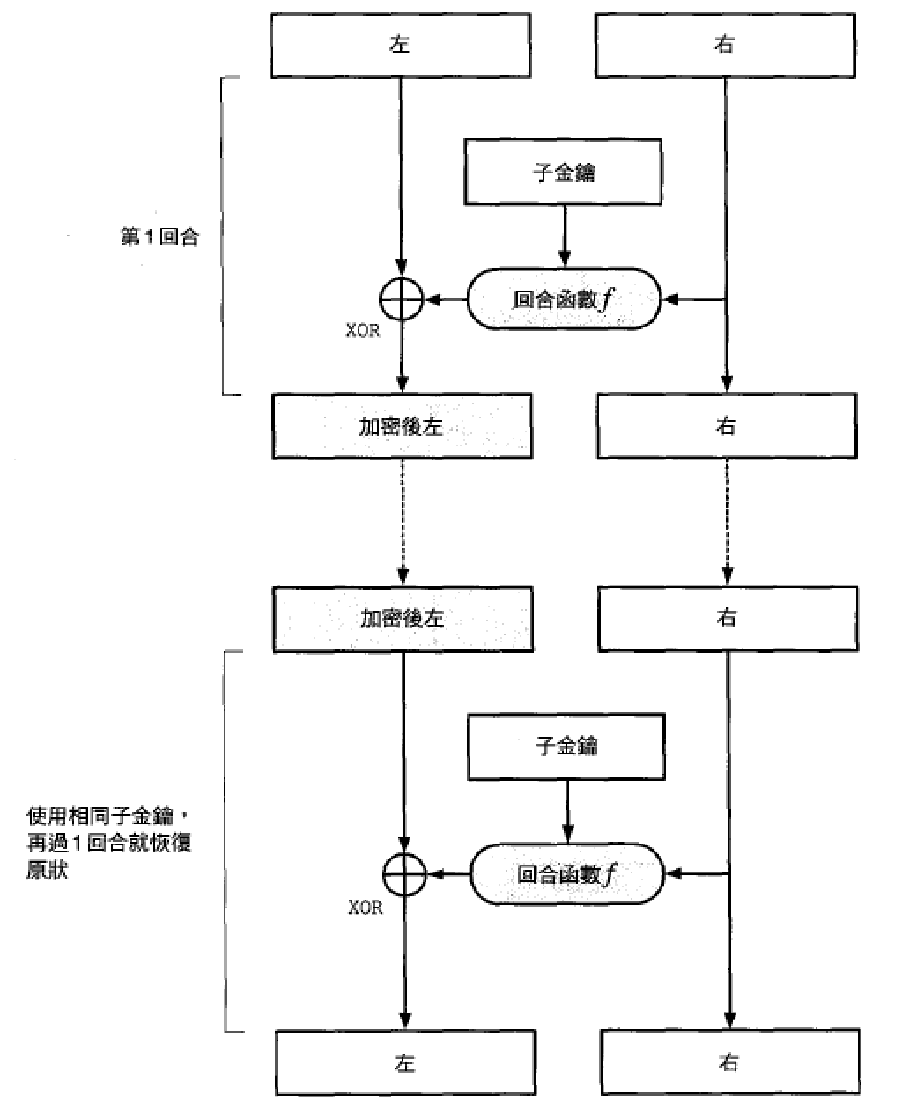 左
右
子金鑰
第1回合
回合函數f
XOR
加密後左
右
加密後左
右
子金鑰
使用相同子金鑰，
再過1回合就恢復
原狀
回合函數f
XOR
左
右